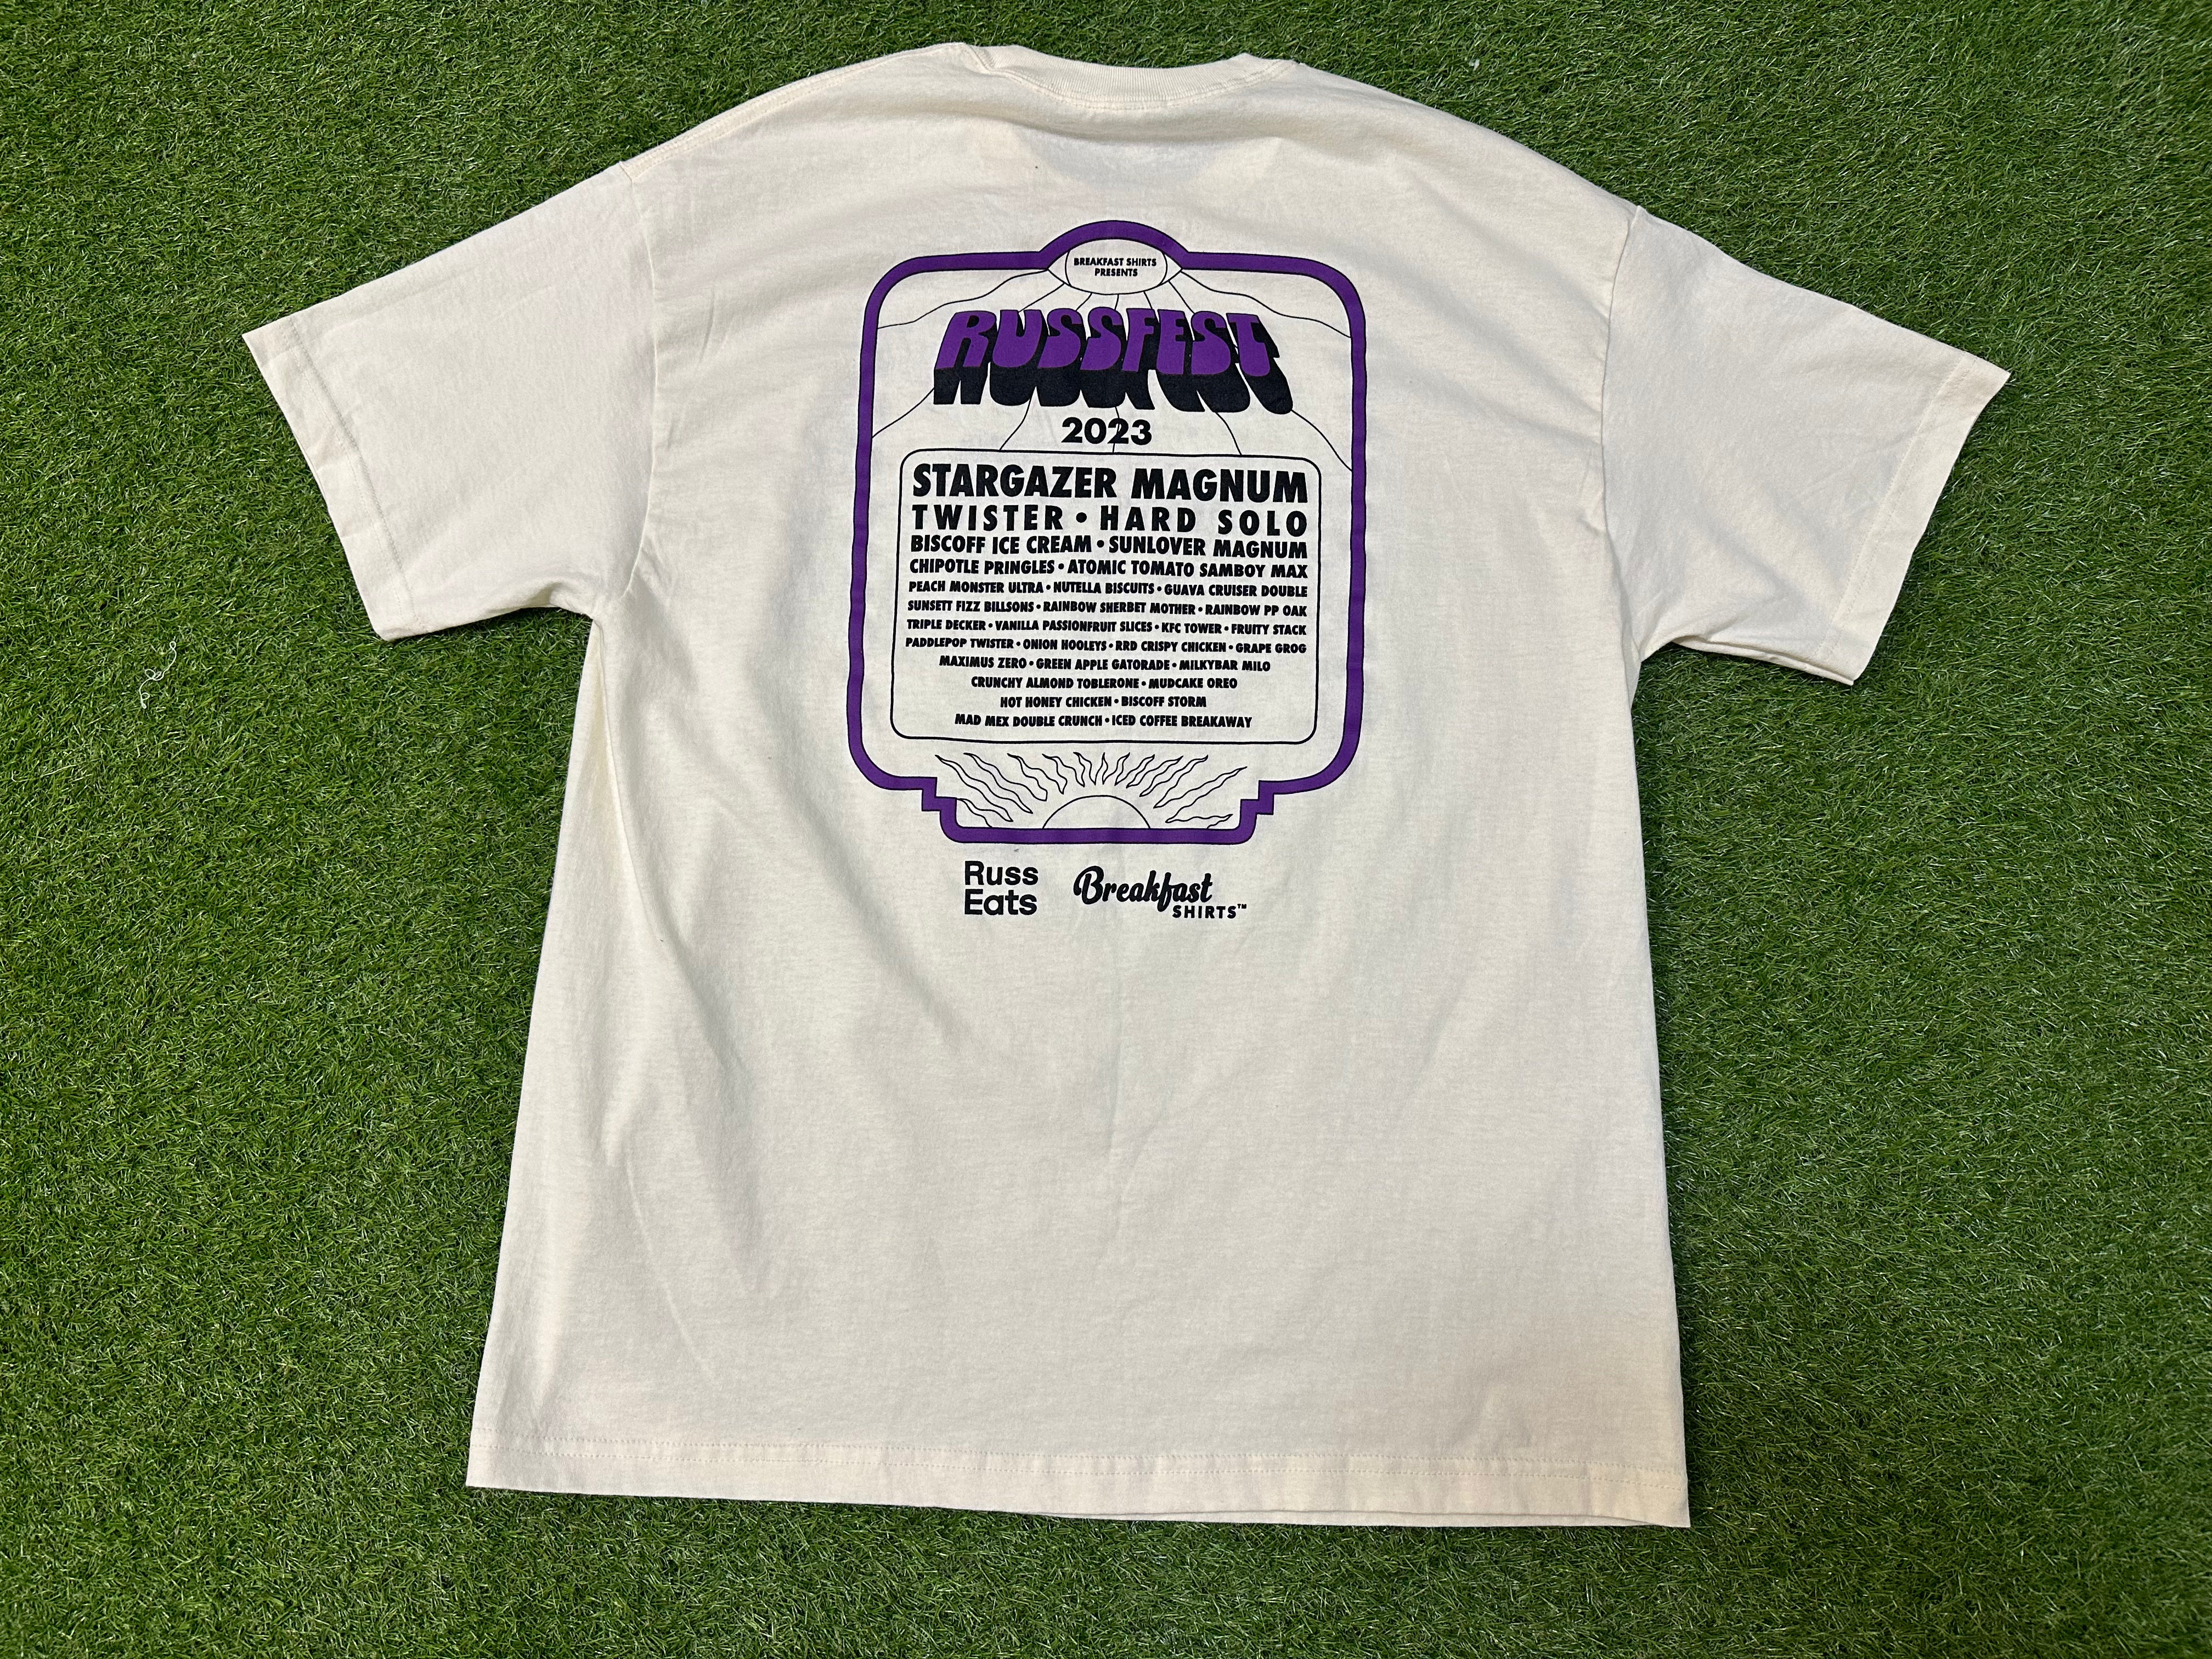 BREAKFAST SHIRTS
PRESENTS
RUSSFEST
2023
STARGAZER MAGNUM
TWISTER • HARD SOLO
BISCOFF ICE CREAM • SUNLOVER MAGNUM
CHIPOTLE PRINGLES • ATOMIC TOMATO SAMBOY MAX
PEACH MONSTER ULTRA • NUTELLA BISCUITS • GUAVA CRUISER DOUBLE
SUNSETT FIZZ BILLSONS • RAINBOW SHERBET MOTHER • RAINBOW PP OAK
TRIPLE DECKER • VANILLA PASSIONFRUIT SLICES • KFC TOWER • FRUITY STACK
PADDLEPOP TWISTER • ONION HOOLEYS • RRD CRISPY CHICKEN • GRAPE GROG
MAXIMUS ZERO • GREEN APPLE GATORADE • MILKYBAR MILO
CRUNCHY ALMOND TOBLERONE • MUDCAKE OREO
HOT HONEY CHICKEN • BISCOFF STORM
MAD MEX DOUBLE CRUNCH • ICED COFFEE BREAKAWAY
Russ
Eats
Breakfast
SHIRTS™